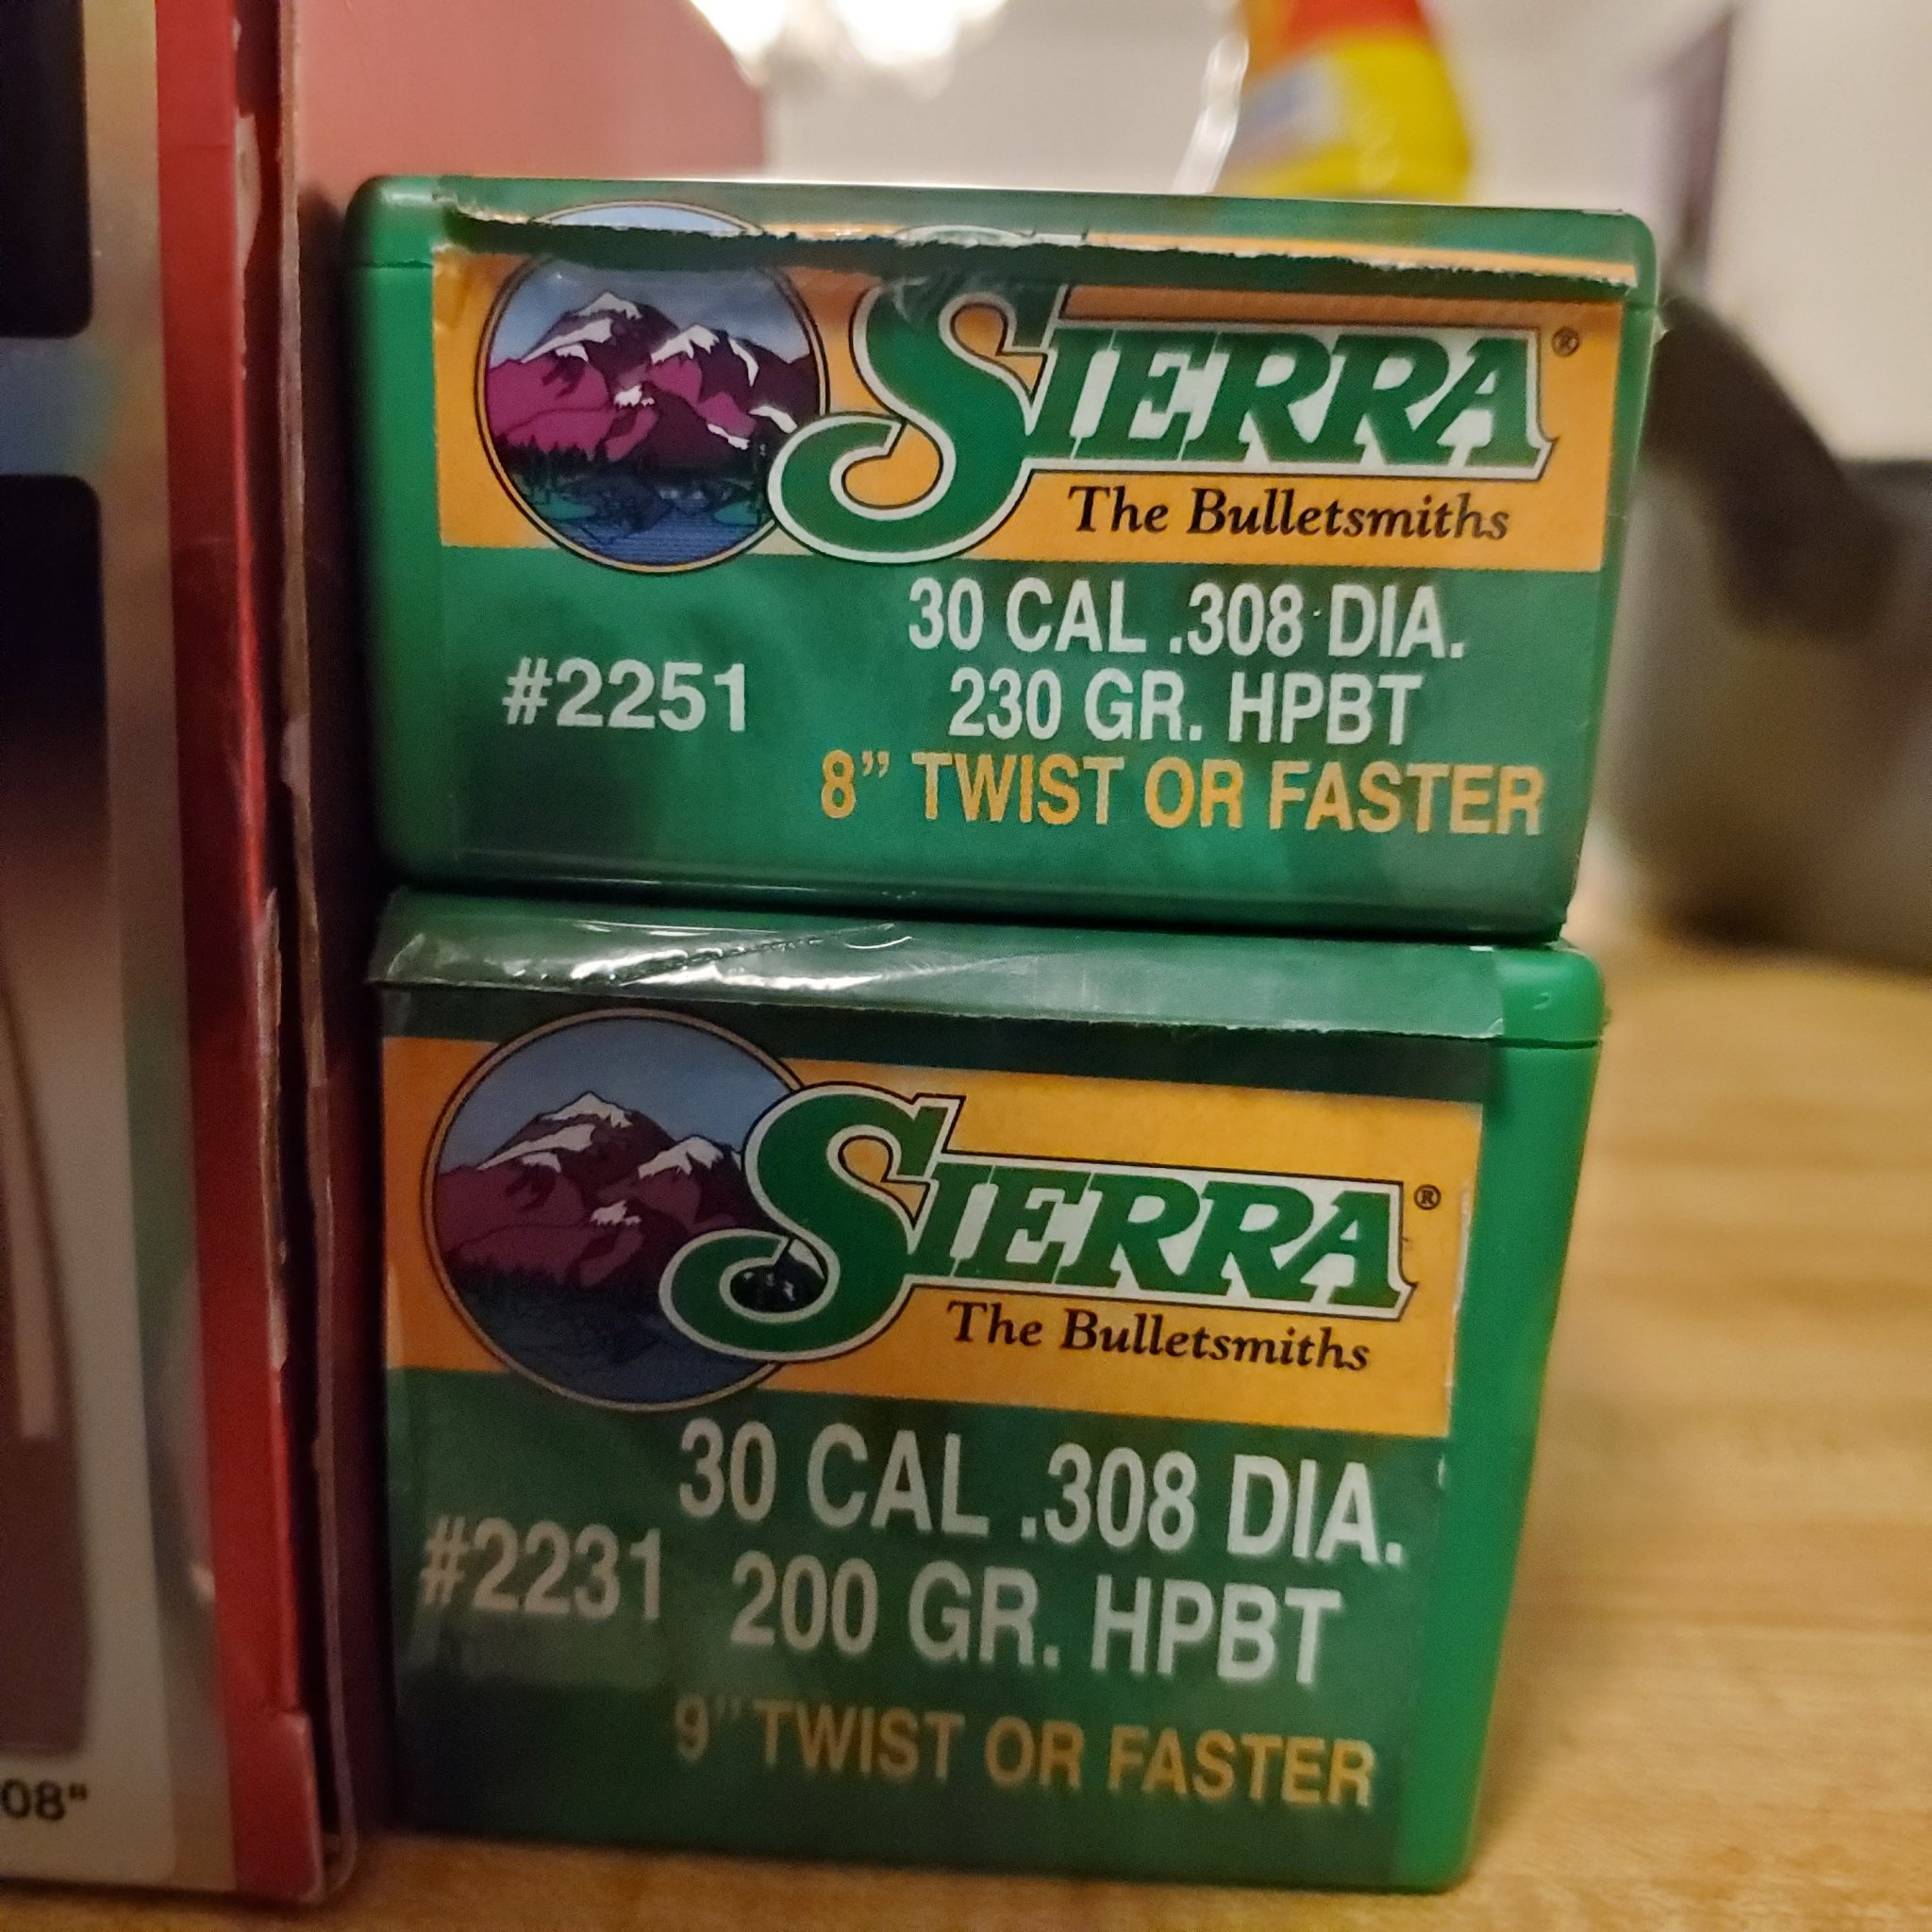 SIERRA®
The Bulletsmiths
30 CAL .308 DIA.
#2251 230 GR. HPBT
8” TWIST OR FASTER
SIERRA®
The Bulletsmiths
30 CAL .308 DIA.
#2231 200 GR. HPBT
9” TWIST OR FASTER
08"